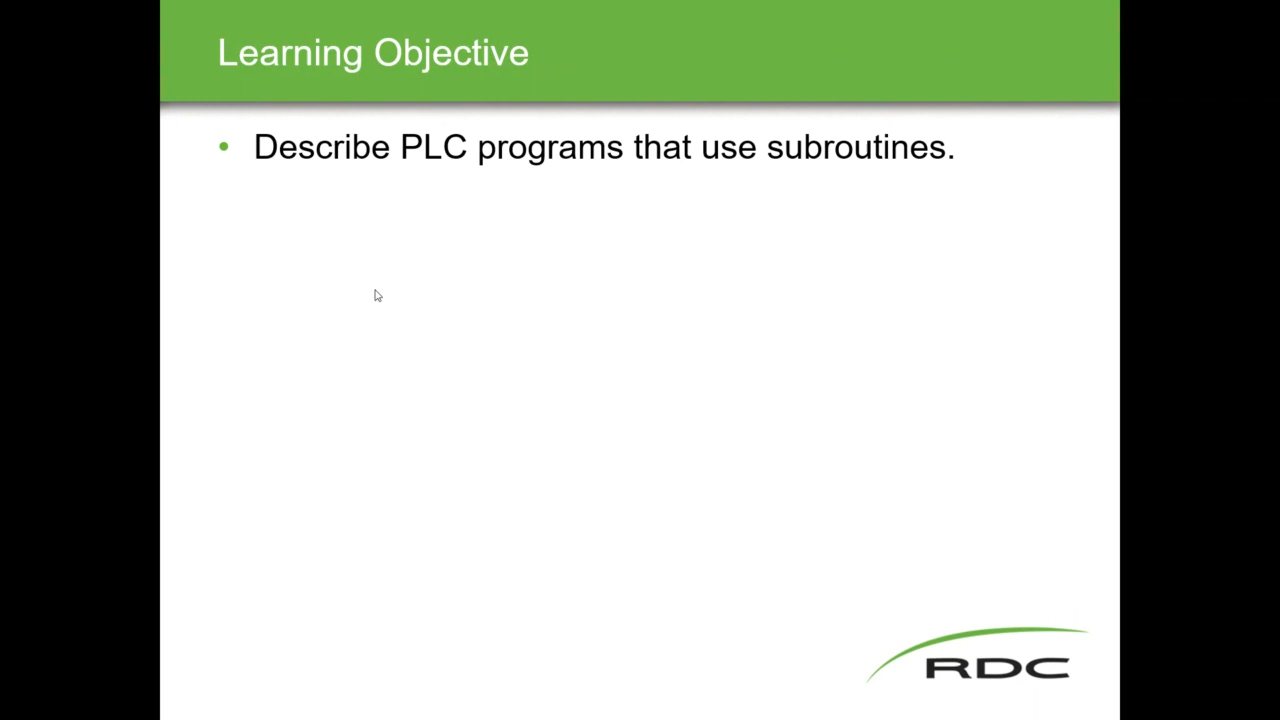 Learning Objective
• Describe PLC programs that use subroutines.
RDC